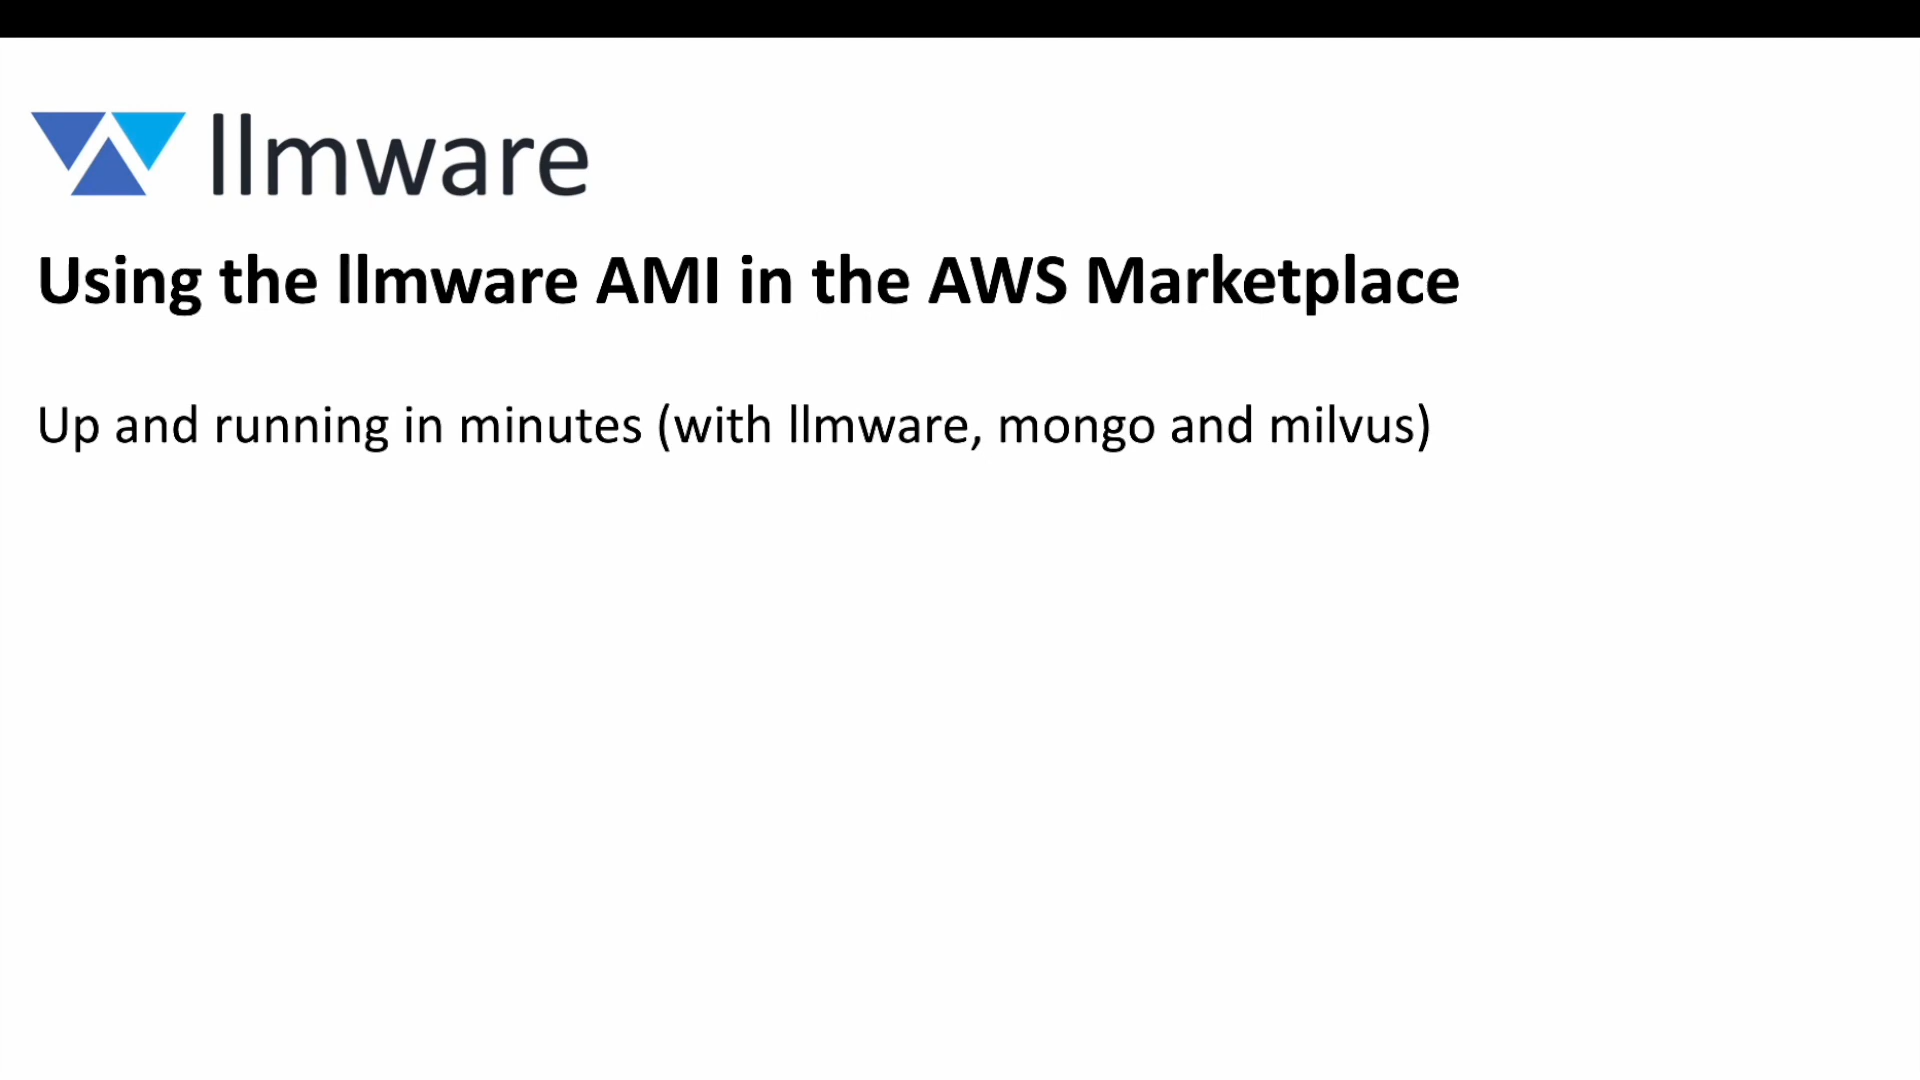 llmware
Using the llmware AMI in the AWS Marketplace
Up and running in minutes (with llmware, mongo and milvus)